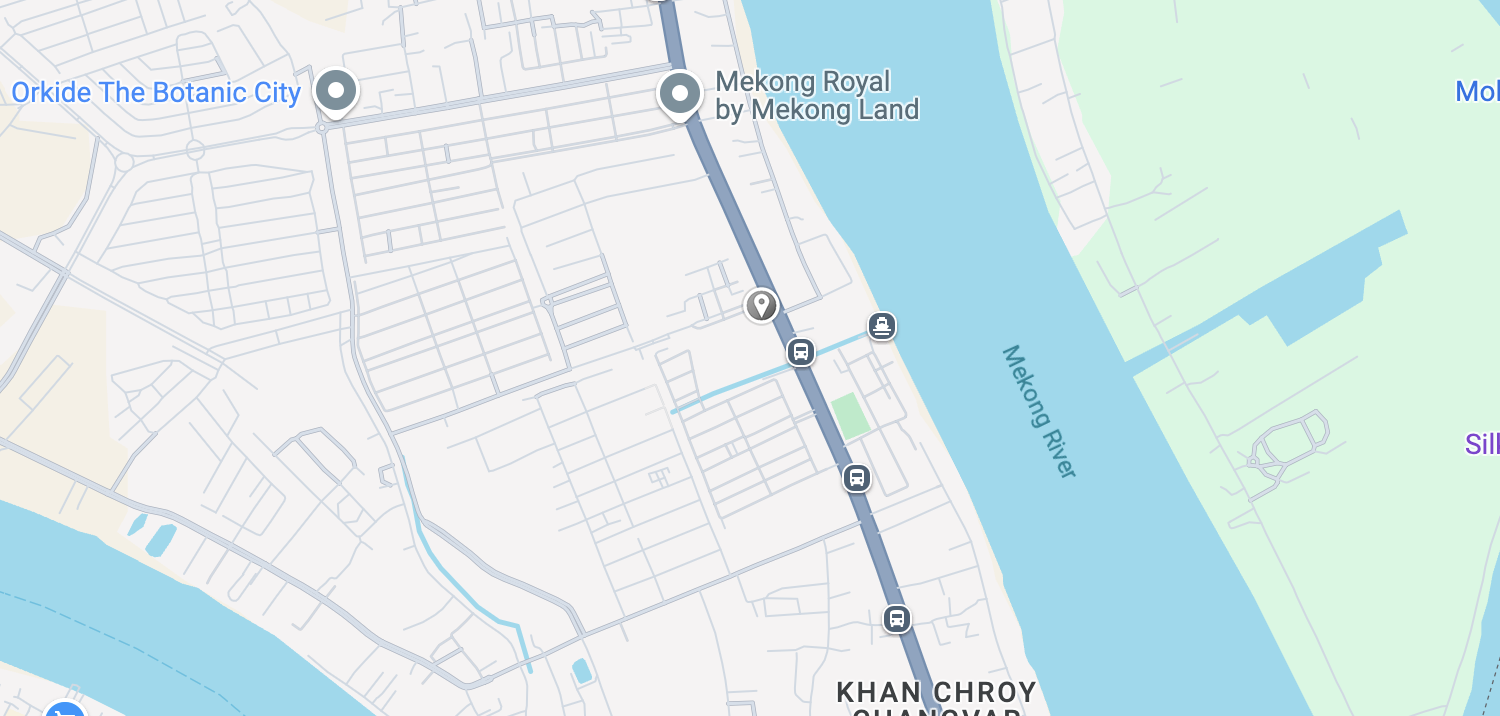 Orkide The Botanic City
Mekong Royal
by Mekong Land
Mekong River
KHAN CHROY